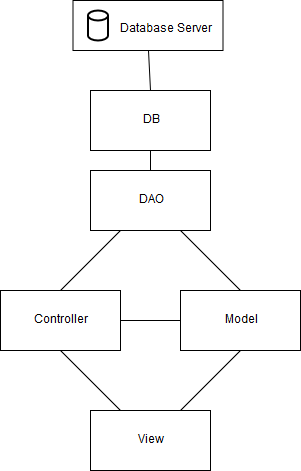 Database Server
DB
DAO
Controller
Model
View